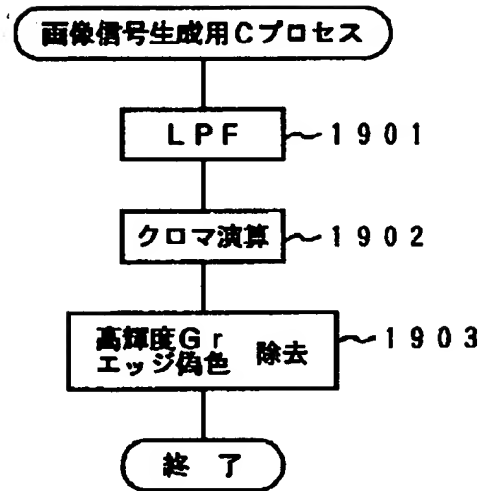 画像信号生成用Cプロセス
LPF
1901
クロマ演算
1902
高輝度Gr
エッジ偽色 除去
1903
終 了